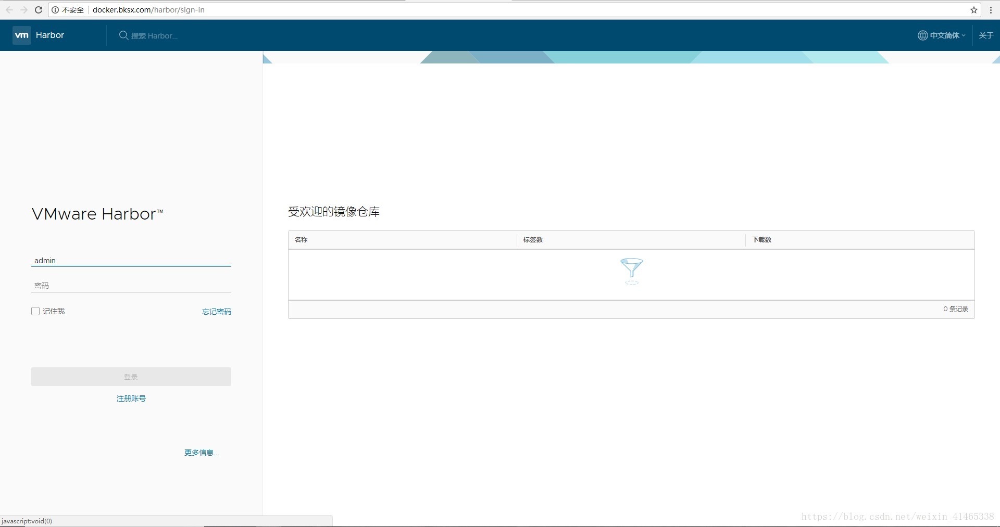 不安全 docker.bksx.com/harbor/sign-in
vm Harbor 搜索 Harbor... 中文简体 关于
VMware Harbor™
admin
密码
记住我 忘记密码
登录
注册账号
更多信息...
受欢迎的镜像仓库
名称 标签数 下载数
0 条记录
javascript:void(0)
https://blog.csdn.net/weixin_41465338